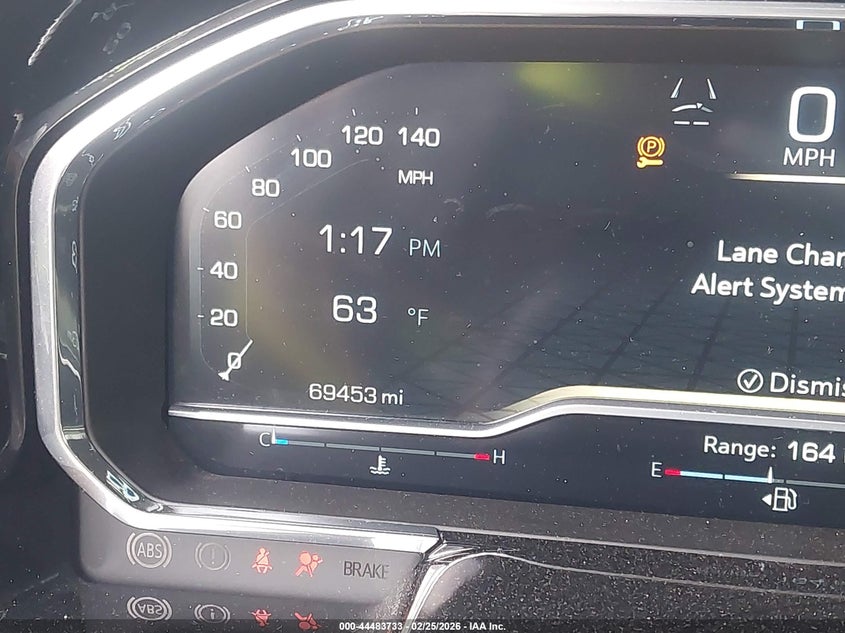 0
MPH
120 140
100
MPH
80
60
1:17 PM
40
63 °F
20
0
69453 mi
P
Lane
Alert System
Dismis
C H
Range: 164
E
ABS
BRAKE
000-44483733 - 02/25/2026 - IAA Inc.